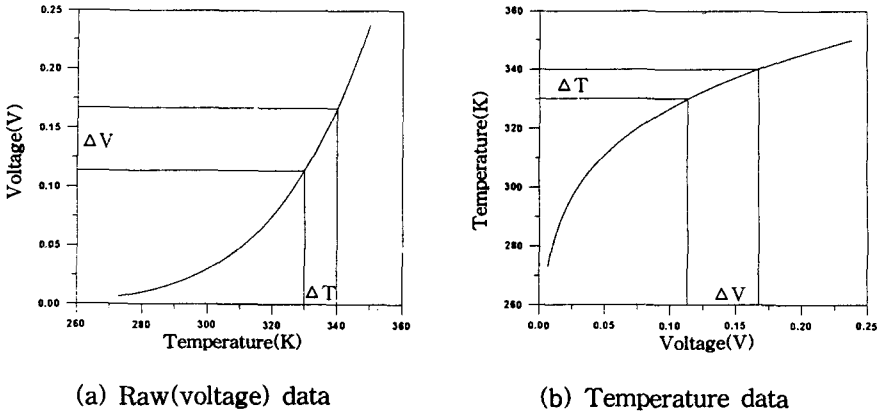 0.25
0.20
0.15
0.10
0.05
0.00
Voltage(V)
ΔV
ΔT
260 280 300 320 340 360
Temperature(K)
(a) Raw(voltage) data
360
340
320
300
280
260
Temperature(K)
ΔT
ΔV
0.00 0.05 0.10 0.15 0.20 0.25
Voltage(V)
(b) Temperature data